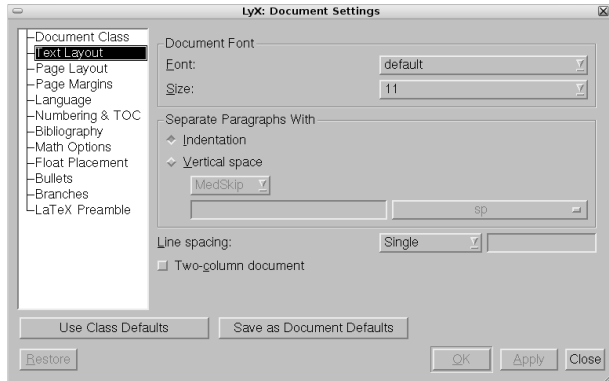 LyX: Document Settings
Document Class
Text Layout
Page Layout
Page Margins
Language
Numbering & TOC
Bibliography
Math Options
Float Placement
Bullets
Branches
LaTeX Preamble
Document Font
Font: default
Size: 11
Separate Paragraphs With
Indentation
Vertical space
MedSkip
sp
Line spacing: Single
Two-column document
Use Class Defaults Save as Document Defaults
Restore OK Apply Close